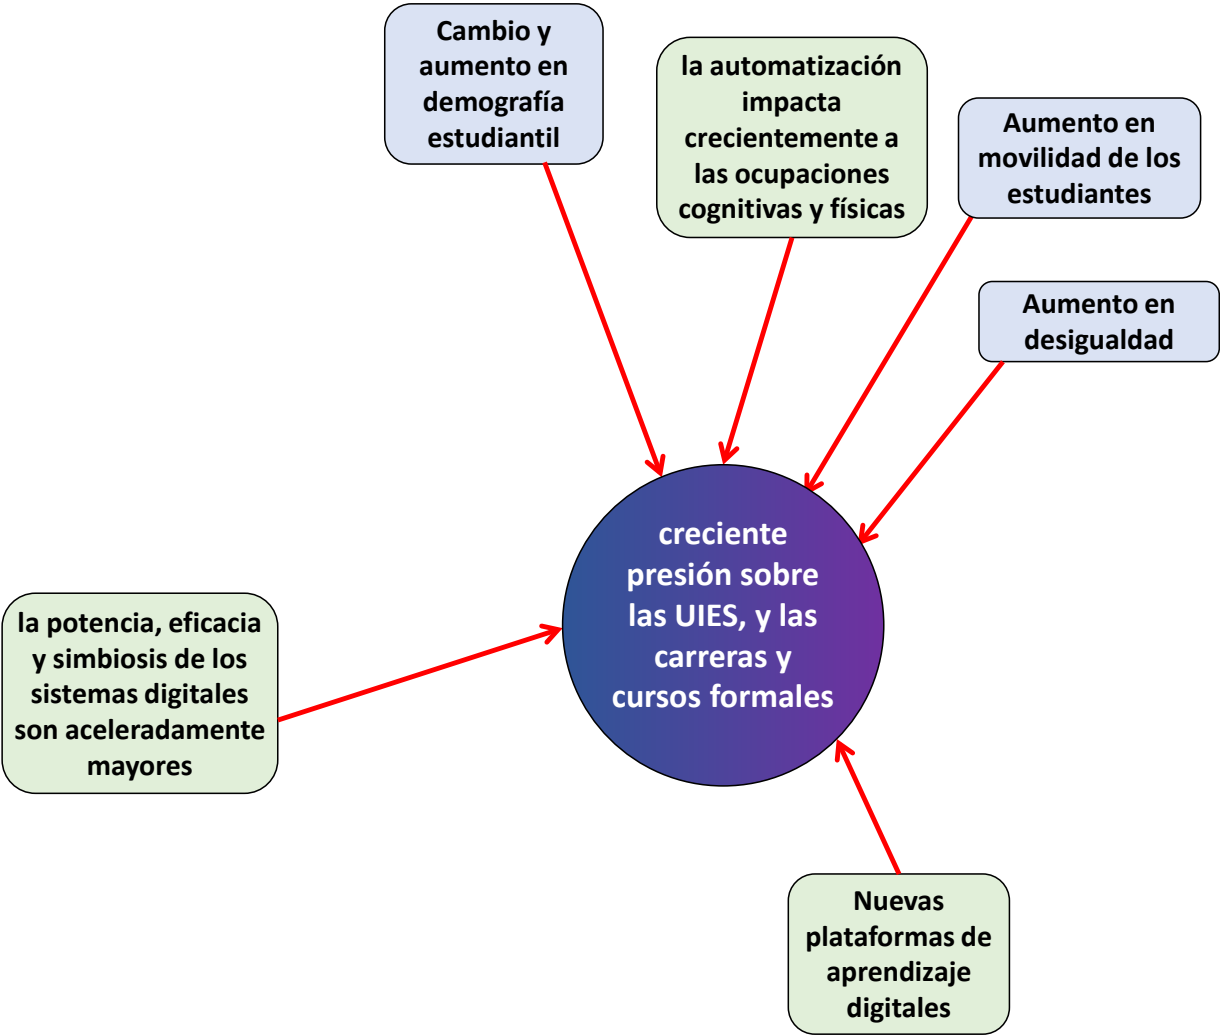 Cambio y
aumento en
demografía
estudiantil
la automatización
impacta
crecientemente a
las ocupaciones
cognitivas y físicas
Aumento en
movilidad de los
estudiantes
Aumento en
desigualdad
creciente
presión sobre
las UIES, y las
carreras y
cursos formales
la potencia, eficacia
y simbiosis de los
sistemas digitales
son aceleradamente
mayores
Nuevas
plataformas de
aprendizaje
digitales